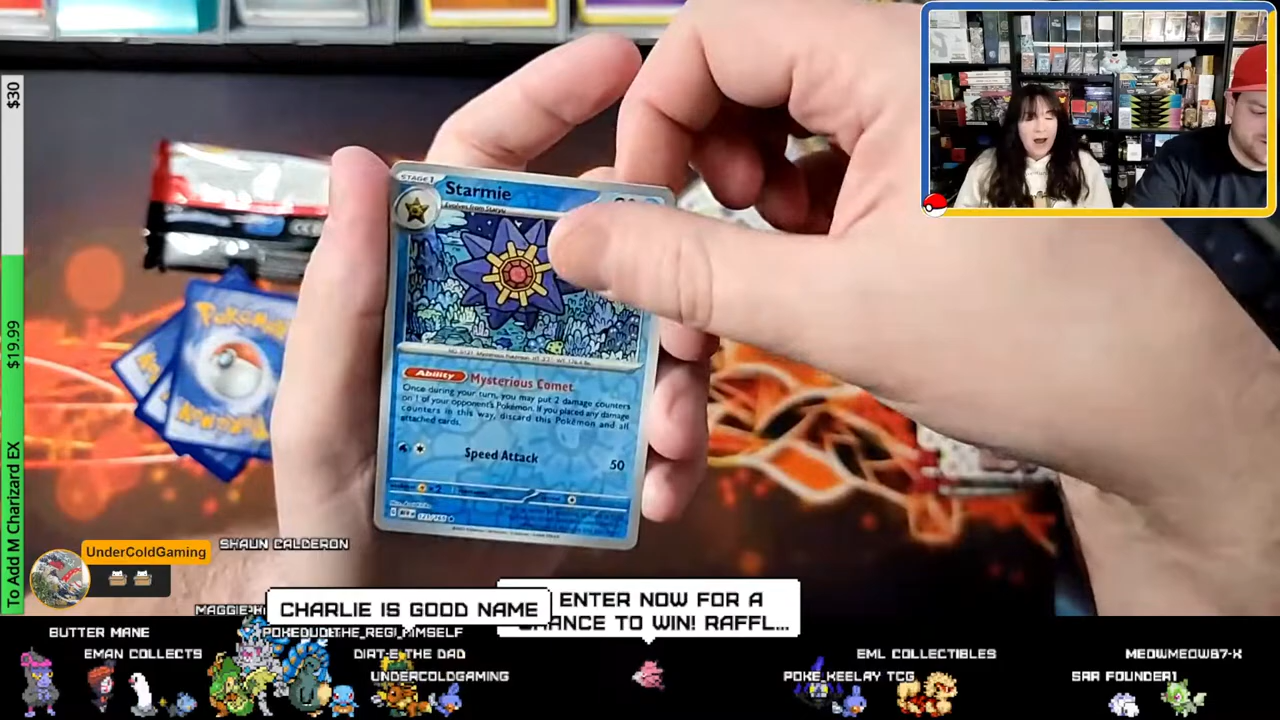 $30
$19.99
To Add M Charizard EX
STAGE 1
Starmie
Evolves from Staryu
Ability Mysterious Comet
Once during your turn, you may put 2 damage counters
on 1 of your opponent's Pokémon. If you placed any damage
counters in this way, discard this Pokémon and all
attached cards.
Speed Attack 50
121/165
SHAUN CALDERON
UnderColdGaming
CHARLIE IS GOOD NAME
ENTER NOW FOR A
CHANCE TO WIN! RAFFL...
BUTTER MANE
EMAN COLLECTS
DIRT-E THE DAD
UNDERCOLDGAMING
EML COLLECTIBLES
POKE_KEELAY TCG
MEOWMEOW87-X
SRR FOUNDER1